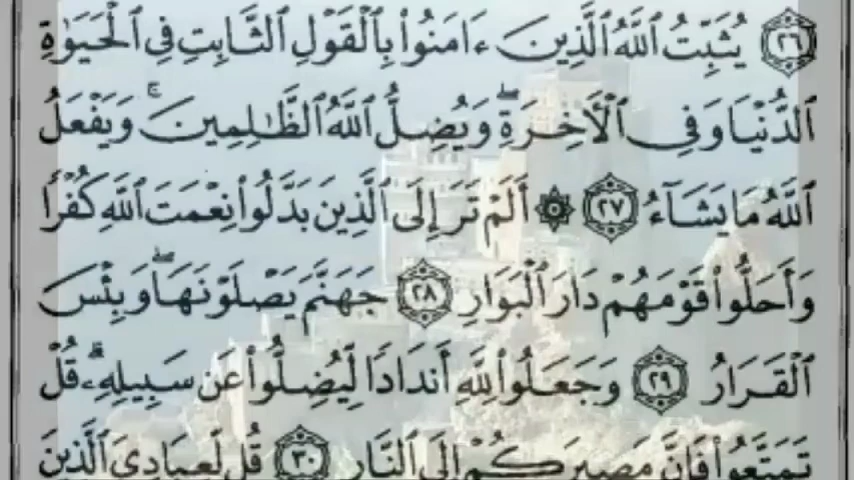 ﴿٢٦﴾ يُثَبِّتُ ٱللَّهُ ٱلَّذِينَ ءَامَنُوا۟ بِٱلْقَوْلِ ٱلثَّابِتِ فِى ٱلْحَيَوٰةِ
ٱلدُّنْيَا وَفِى ٱلْأَخِرَةِ ۖ وَيُضِلُّ ٱللَّهُ ٱلظَّـٰلِمِينَ ۚ وَيَفْعَلُ
ٱللَّهُ مَا يَشَآءُ ﴿٢٧﴾ ۞ أَلَمْ تَرَ إِلَى ٱلَّذِينَ بَدَّلُوا۟ نِعْمَتَ ٱللَّهِ كُفْرًا
وَأَحَلُّوا۟ قَوْمَهُمْ دَارَ ٱلْبَوَارِ ﴿٢٨﴾ جَهَنَّمَ يَصْلَوْنَهَا ۖ وَبِئْسَ
ٱلْقَرَارُ ﴿٢٩﴾ وَجَعَلُوا۟ لِلَّهِ أَندَادًا لِّيُضِلُّوا۟ عَن سَبِيلِهِۦ ۗ قُلْ
تَمَتَّعُوا۟ فَإِنَّ مَصِيرَكُمْ إِلَى ٱلنَّارِ ﴿٣٠﴾ قُل لِّعِبَادِىَ ٱلَّذِينَ